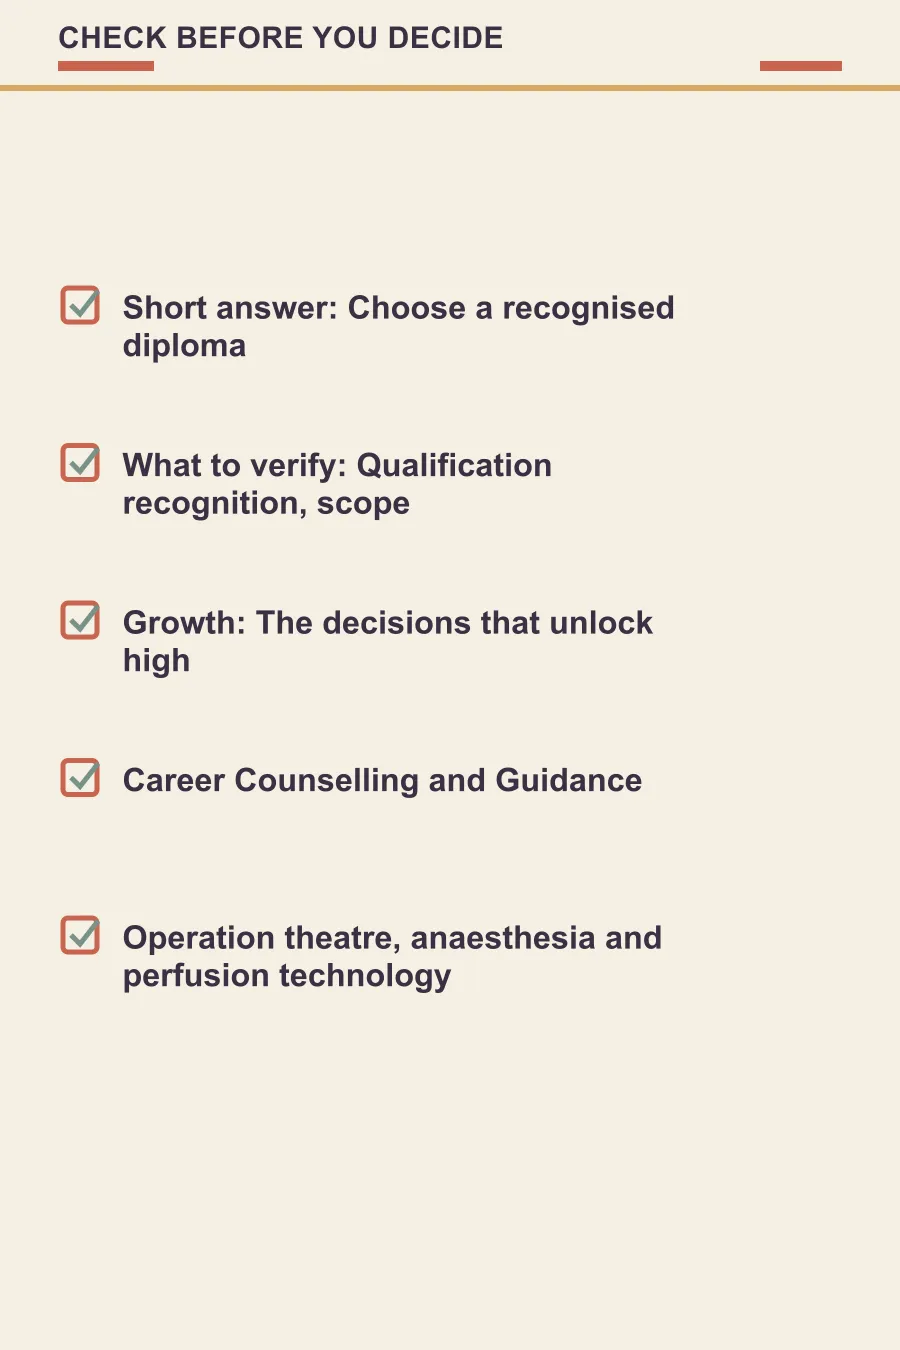 CHECK BEFORE YOU DECIDE
Short answer: Choose a recognised
diploma
What to verify: Qualification
recognition, scope
Growth: The decisions that unlock
high
Career Counselling and Guidance
Operation theatre, anaesthesia and
perfusion technology